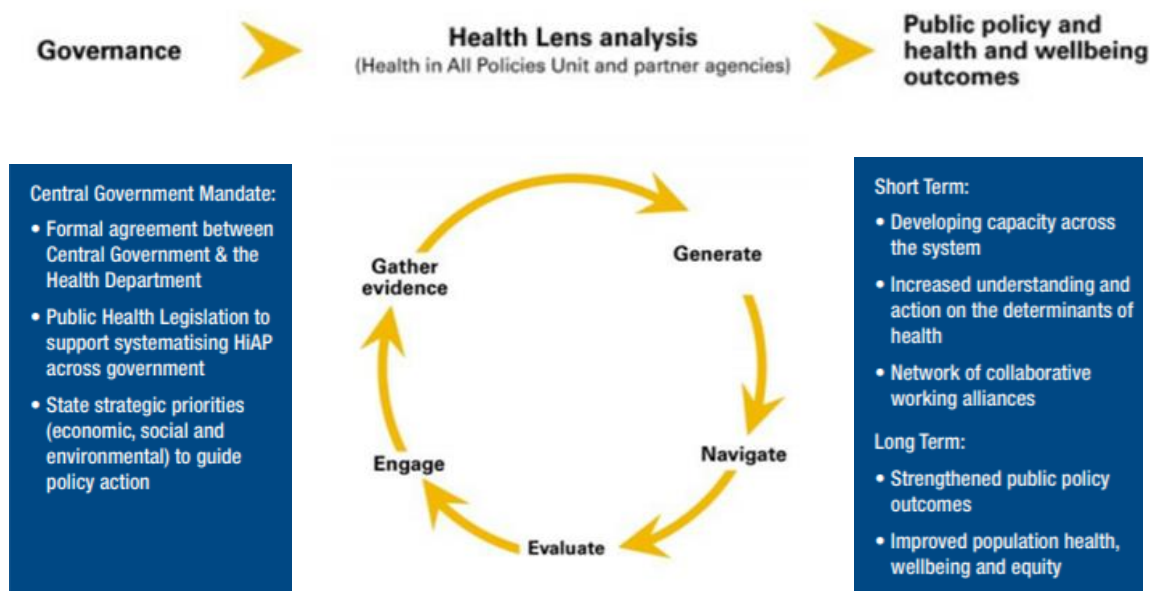 Governance
Health Lens analysis
(Health in All Policies Unit and partner agencies)
Public policy and
health and wellbeing
outcomes
Central Government Mandate:
• Formal agreement between
Central Government & the
Health Department
• Public Health Legislation to
support systematising HiAP
across government
• State strategic priorities
(economic, social and
environmental) to guide
policy action
Gather
evidence
Generate
Navigate
Evaluate
Engage
Short Term:
• Developing capacity across
the system
• Increased understanding and
action on the determinants of
health
• Network of collaborative
working alliances
Long Term:
• Strengthened public policy
outcomes
• Improved population health,
wellbeing and equity